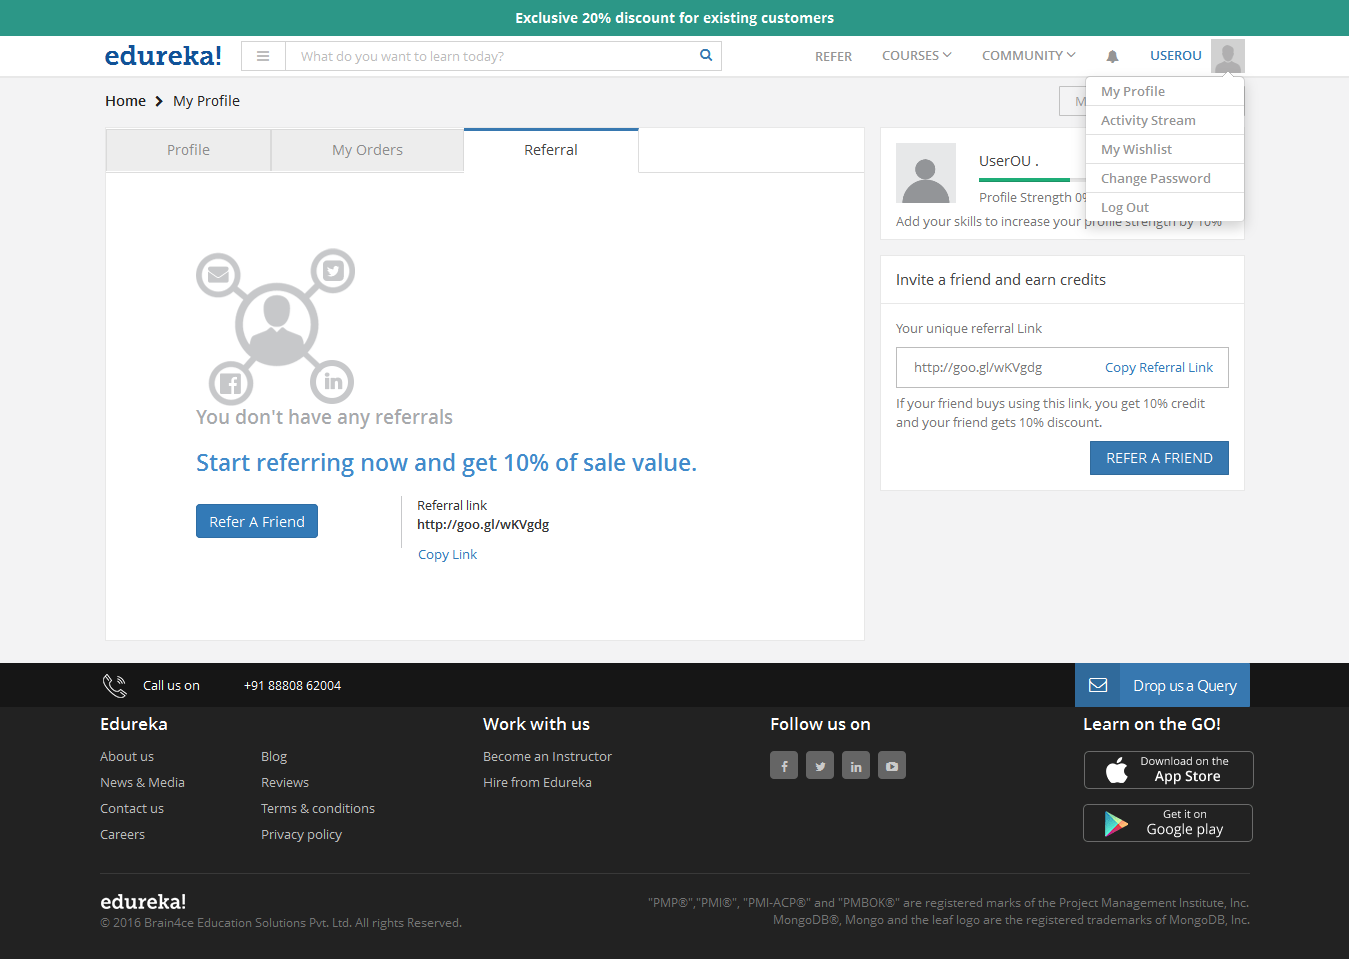 Exclusive 20% discount for existing customers
edureka!
What do you want to learn today?
REFER
COURSES
COMMUNITY
USEROU
Home
My Profile
M
My Profile
Activity Stream
My Wishlist
Change Password
Log Out
Profile
My Orders
Referral
UserOU .
Profile Strength 0%
Add your skills to increase your profile strength by 10%
You don't have any referrals
Start referring now and get 10% of sale value.
Refer A Friend
Referral link
http://goo.gl/wKVgdg
Copy Link
Invite a friend and earn credits
Your unique referral Link
http://goo.gl/wKVgdg
Copy Referral Link
If your friend buys using this link, you get 10% credit
and your friend gets 10% discount.
REFER A FRIEND
Call us on
+91 88808 62004
Drop us a Query
Edureka
About us
News & Media
Contact us
Careers
Blog
Reviews
Terms & conditions
Privacy policy
Work with us
Become an Instructor
Hire from Edureka
Follow us on
Learn on the GO!
Download on the
App Store
Get it on
Google play
edureka!
© 2016 Brain4ce Education Solutions Pvt. Ltd. All rights Reserved.
"PMP®","PMI®", "PMI-ACP®" and "PMBOK®" are registered marks of the Project Management Institute, Inc.
MongoDB®, Mongo and the leaf logo are the registered trademarks of MongoDB, Inc.